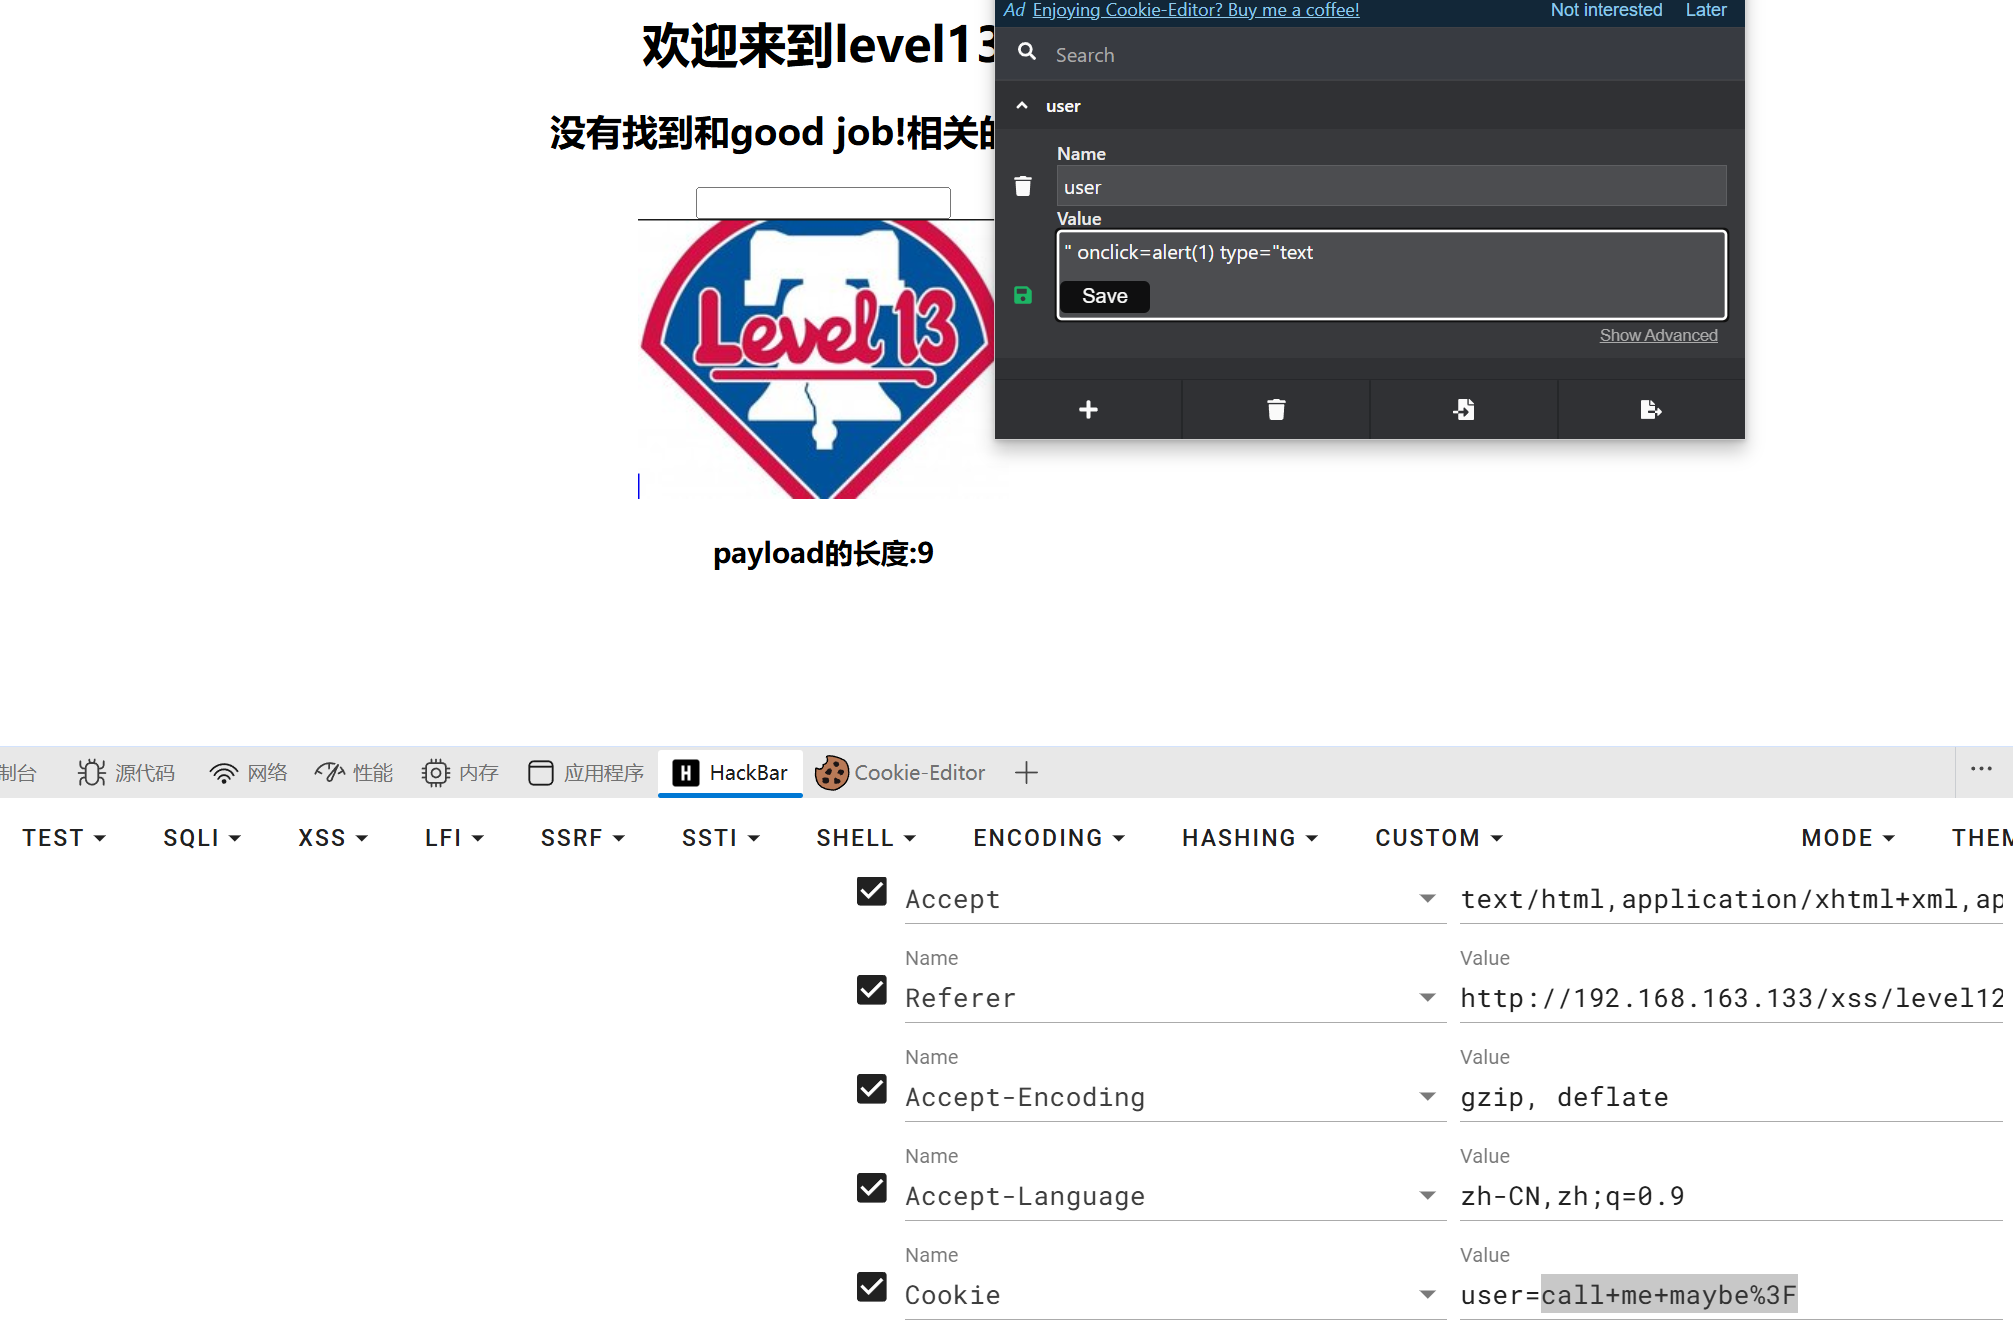 Ad Enjoying Cookie-Editor? Buy me a coffee! Not interested Later
欢迎来到level13
Search
user
没有找到和good job!相关的
Name
user
Value
" onclick=alert(1) type="text
Save
Show Advanced
Level 13
payload的长度:9
制台 源代码 网络 性能 内存 应用程序 HackBar Cookie-Editor
TEST SQLI XSS LFI SSRF SSTI SHELL ENCODING HASHING CUSTOM MODE THEM
Accept text/html,application/xhtml+xml,ap
Name Value
Referer http://192.168.163.133/xss/level12
Name Value
Accept-Encoding gzip, deflate
Name Value
Accept-Language zh-CN,zh;q=0.9
Name Value
Cookie user=call+me+maybe%3F